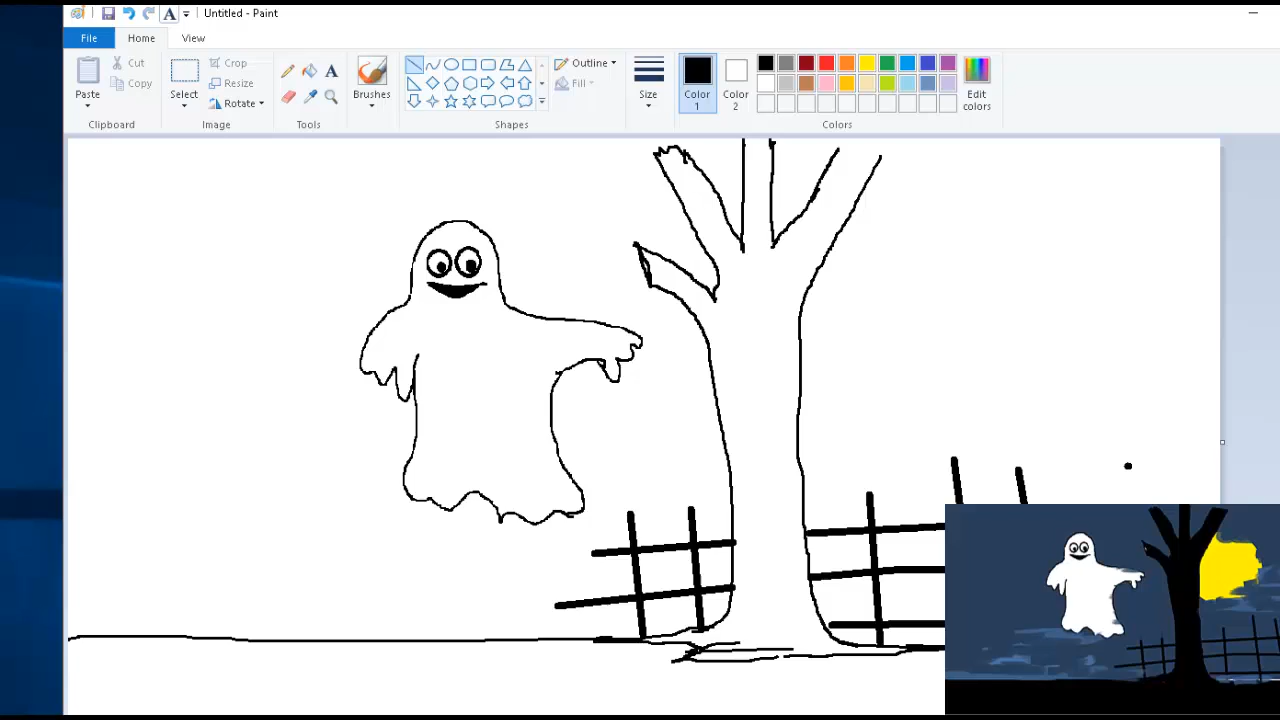 Untitled - Paint
File Home View
Paste
Cut
Copy
Clipboard
Select
Crop
Resize
Rotate
Image
A
Tools
Brushes
Outline
Fill
Shapes
Size
Color
1
Color
2
Edit
colors
Colors